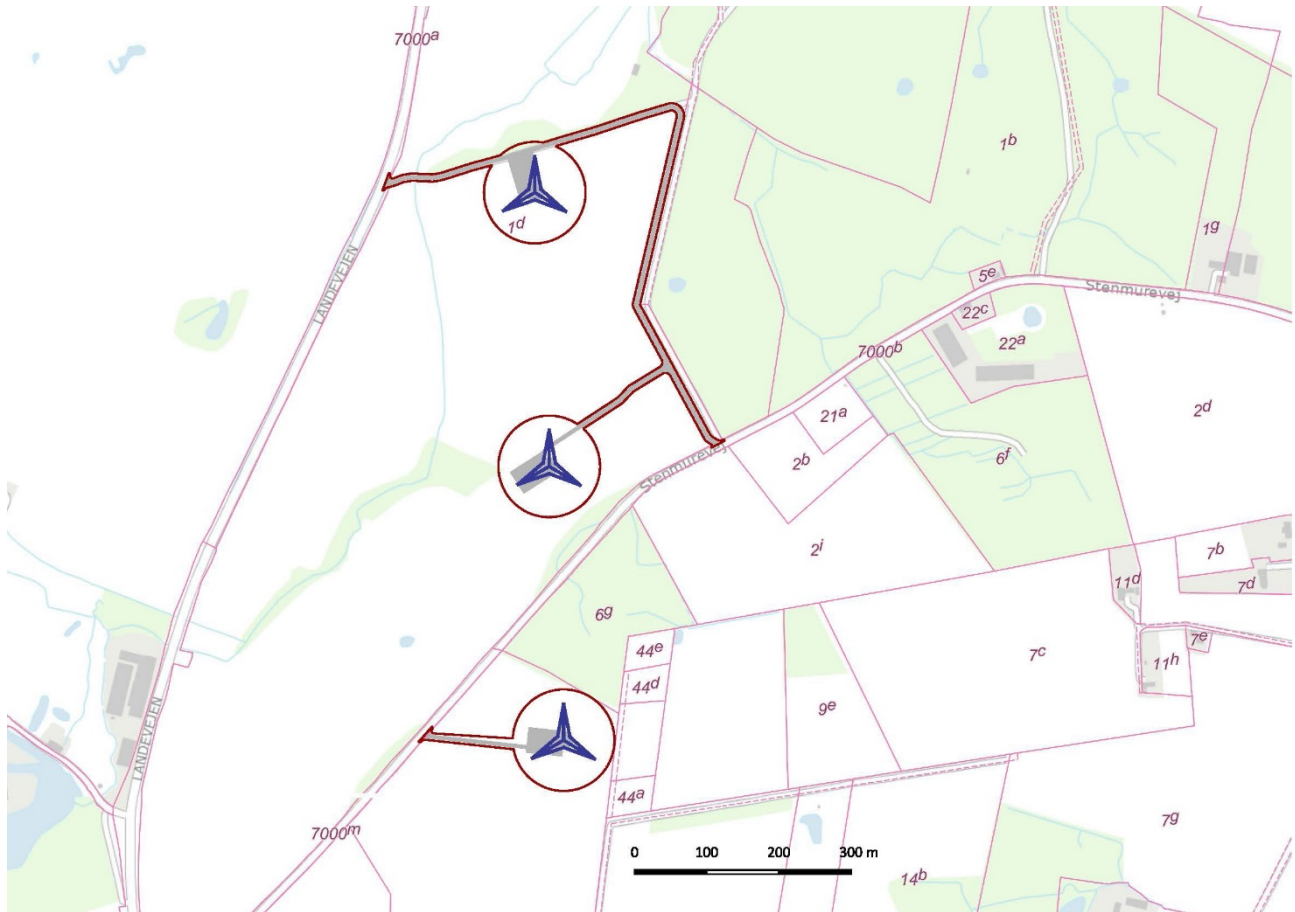 7000a
1b
1g
1d
5e
Stenmurevej
22c
LANDEVEJEN
22a
7000b
21a
2d
2b
6f
Stenmurevej
2i
7b
11d
7d
6g
7e
44e
7c
11h
44d
9e
LANDEVEJEN
44a
7g
7000m
0 100 200 300 m
14b